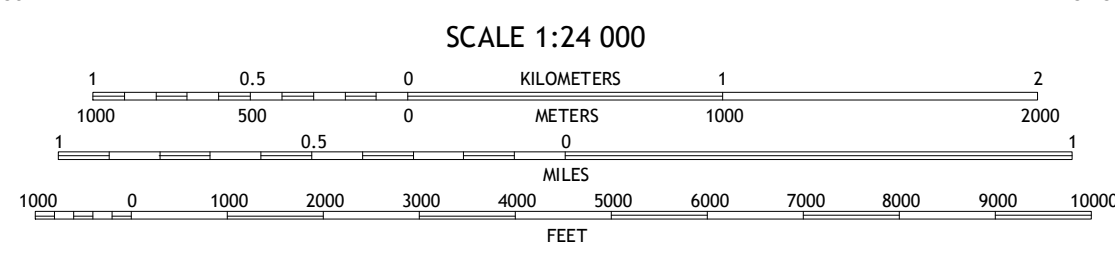 SCALE 1:24 000
1 0.5 0 KILOMETERS 1 2
1000 500 0 METERS 1000 2000
1 0.5 0 1
MILES
1000 0 1000 2000 3000 4000 5000 6000 7000 8000 9000 10000
FEET